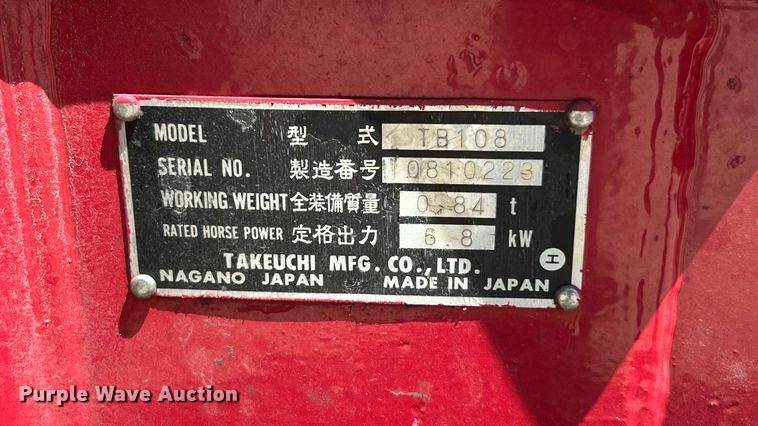 MODEL 型 式 TB108
SERIAL NO. 製造番号 10810223
WORKING.WEIGHT 全装備質量 0.84 t
RATED HORSE POWER 定格出力 6.8 kW
TAKEUCHI MFG. CO., LTD. H
NAGANO JAPAN MADE IN JAPAN
Purple Wave Auction